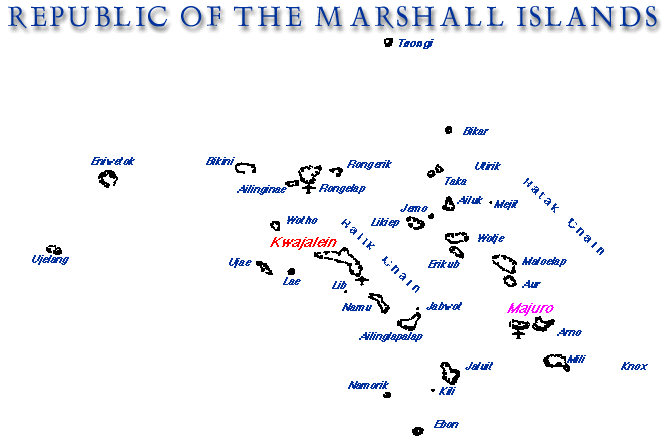 REPUBLIC OF THE MARSHALL ISLANDS
Taongi
Bikar
Eniwetok
Bikini
Rongerik
Utirik
Ailinginae
Rongelap
Taka
Ratak Chain
Ailuk
Mejit
Jemo
Wotho
Ralik Chain
Likiep
Kwajalein
Wotje
Ujelang
Ujae
Erikub
Maloelap
Lae
Lib
Aur
Namu
Jabwot
Majuro
Ailinglapalap
Arno
Jaluit
Mili
Knox
Namorik
Kili
Ebon